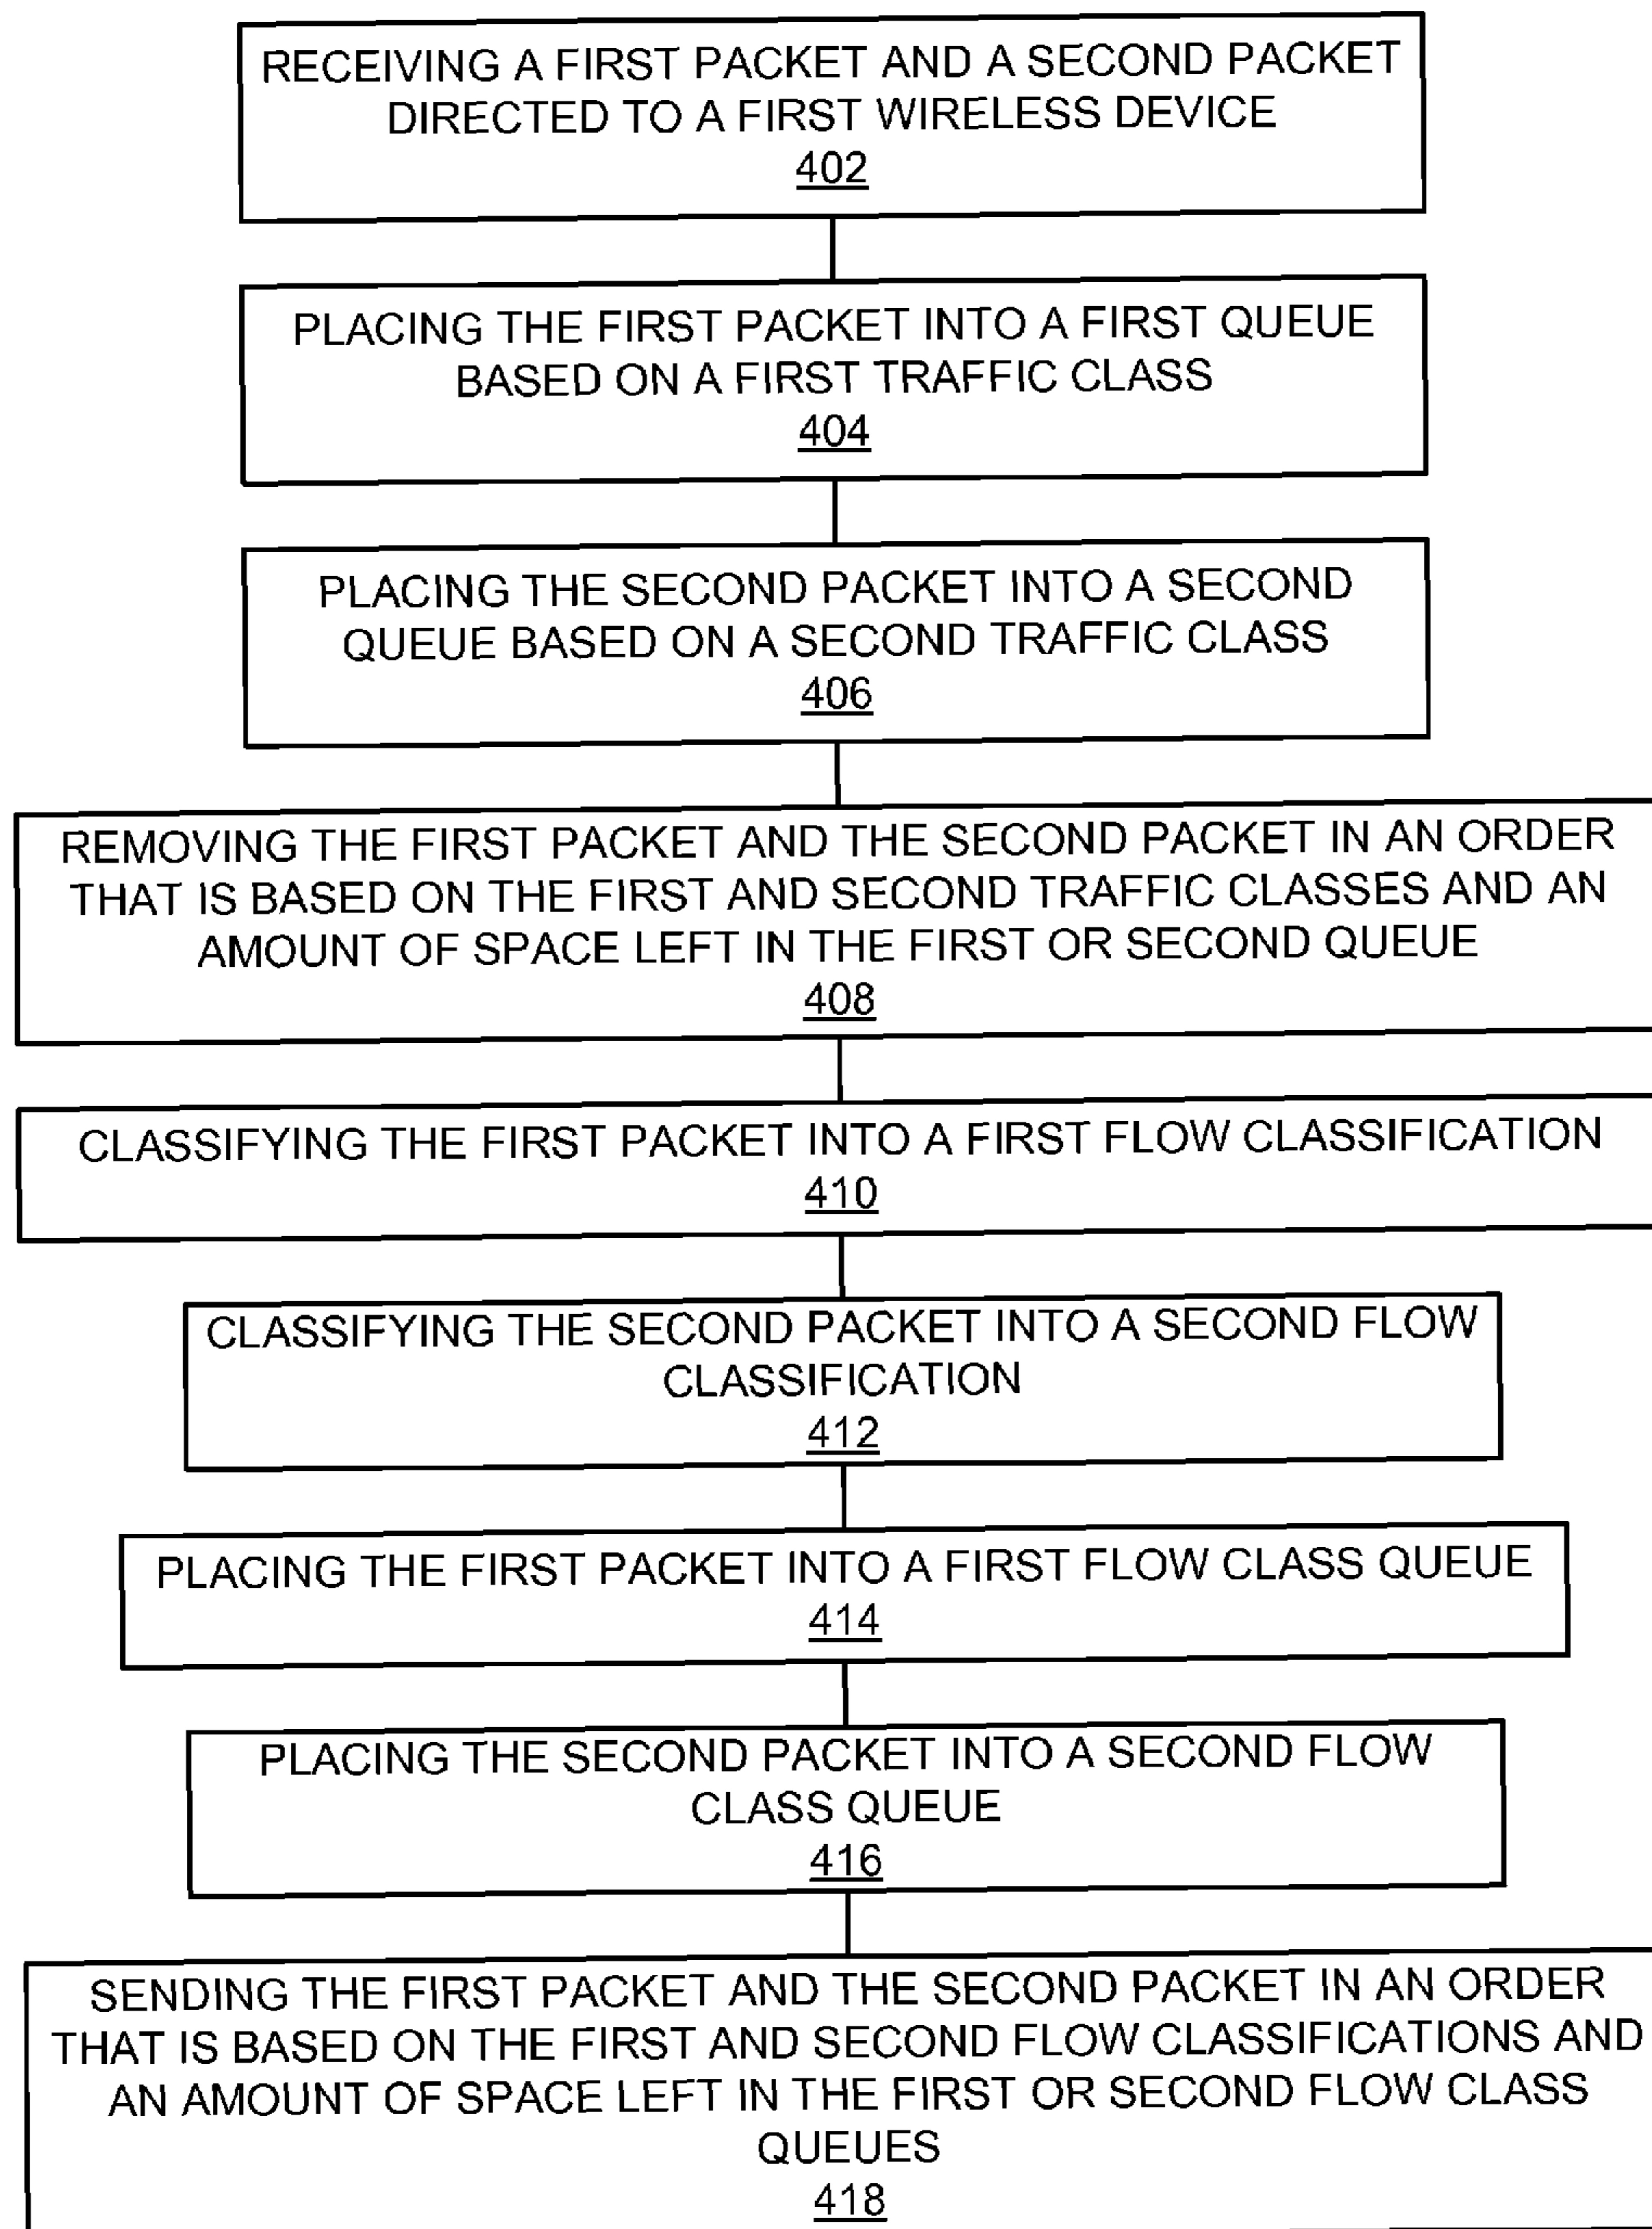 RECEIVING A FIRST PACKET AND A SECOND PACKET
DIRECTED TO A FIRST WIRELESS DEVICE
402
PLACING THE FIRST PACKET INTO A FIRST QUEUE
BASED ON A FIRST TRAFFIC CLASS
404
PLACING THE SECOND PACKET INTO A SECOND
QUEUE BASED ON A SECOND TRAFFIC CLASS
406
REMOVING THE FIRST PACKET AND THE SECOND PACKET IN AN ORDER
THAT IS BASED ON THE FIRST AND SECOND TRAFFIC CLASSES AND AN
AMOUNT OF SPACE LEFT IN THE FIRST OR SECOND QUEUE
408
CLASSIFYING THE FIRST PACKET INTO A FIRST FLOW CLASSIFICATION
410
CLASSIFYING THE SECOND PACKET INTO A SECOND FLOW
CLASSIFICATION
412
PLACING THE FIRST PACKET INTO A FIRST FLOW CLASS QUEUE
414
PLACING THE SECOND PACKET INTO A SECOND FLOW
CLASS QUEUE
416
SENDING THE FIRST PACKET AND THE SECOND PACKET IN AN ORDER
THAT IS BASED ON THE FIRST AND SECOND FLOW CLASSIFICATIONS AND
AN AMOUNT OF SPACE LEFT IN THE FIRST OR SECOND FLOW CLASS
QUEUES
418